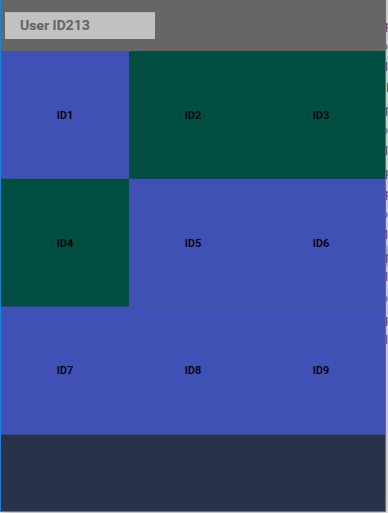 User ID213
ID1 ID2 ID3
ID4 ID5 ID6
ID7 ID8 ID9